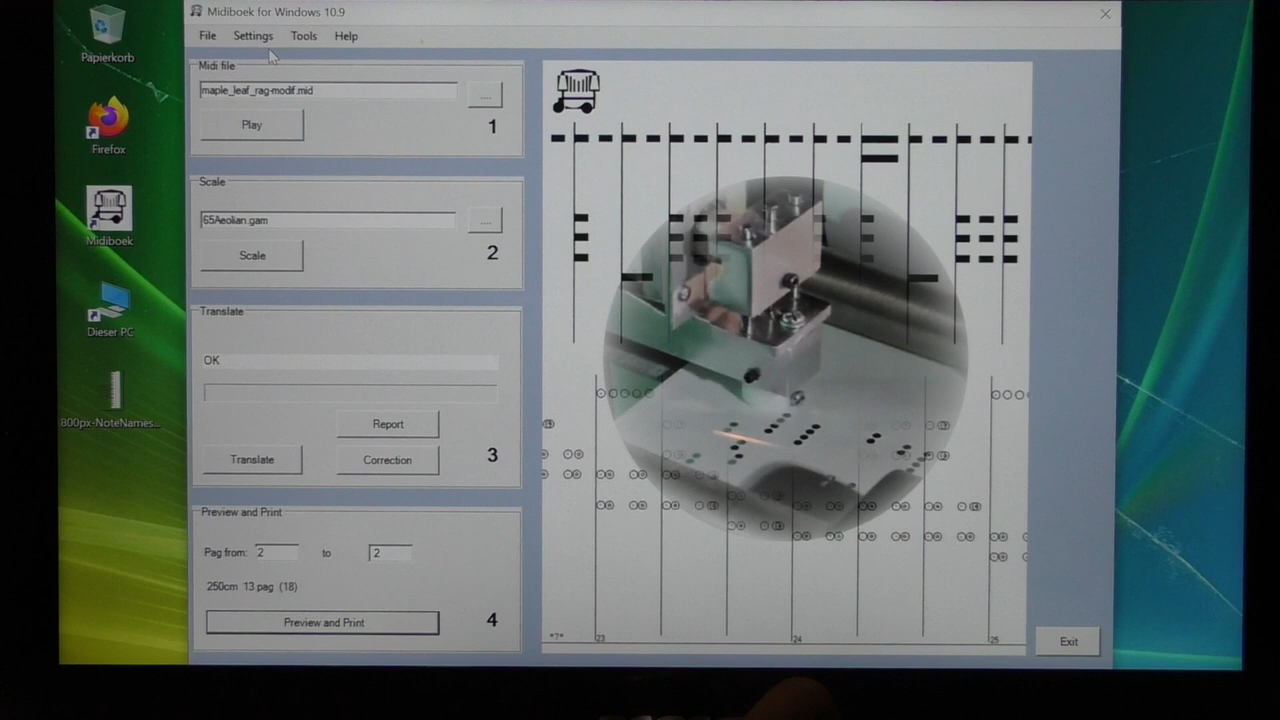 Papierkorb
Firefox
Midiboek
Dieser PC
800px-NoteNames...
Midiboek for Windows 10.9
File Settings Tools Help
Midi file
maple_leaf_rag-modif.mid
....
Play
1
Scale
65Aeolian.gam
....
Scale
2
Translate
OK
Report
Translate
Correction
3
Preview and Print
Pag from: 2 to 2
250cm 13 pag (18)
Preview and Print
4
*?*
23
24
25
Exit